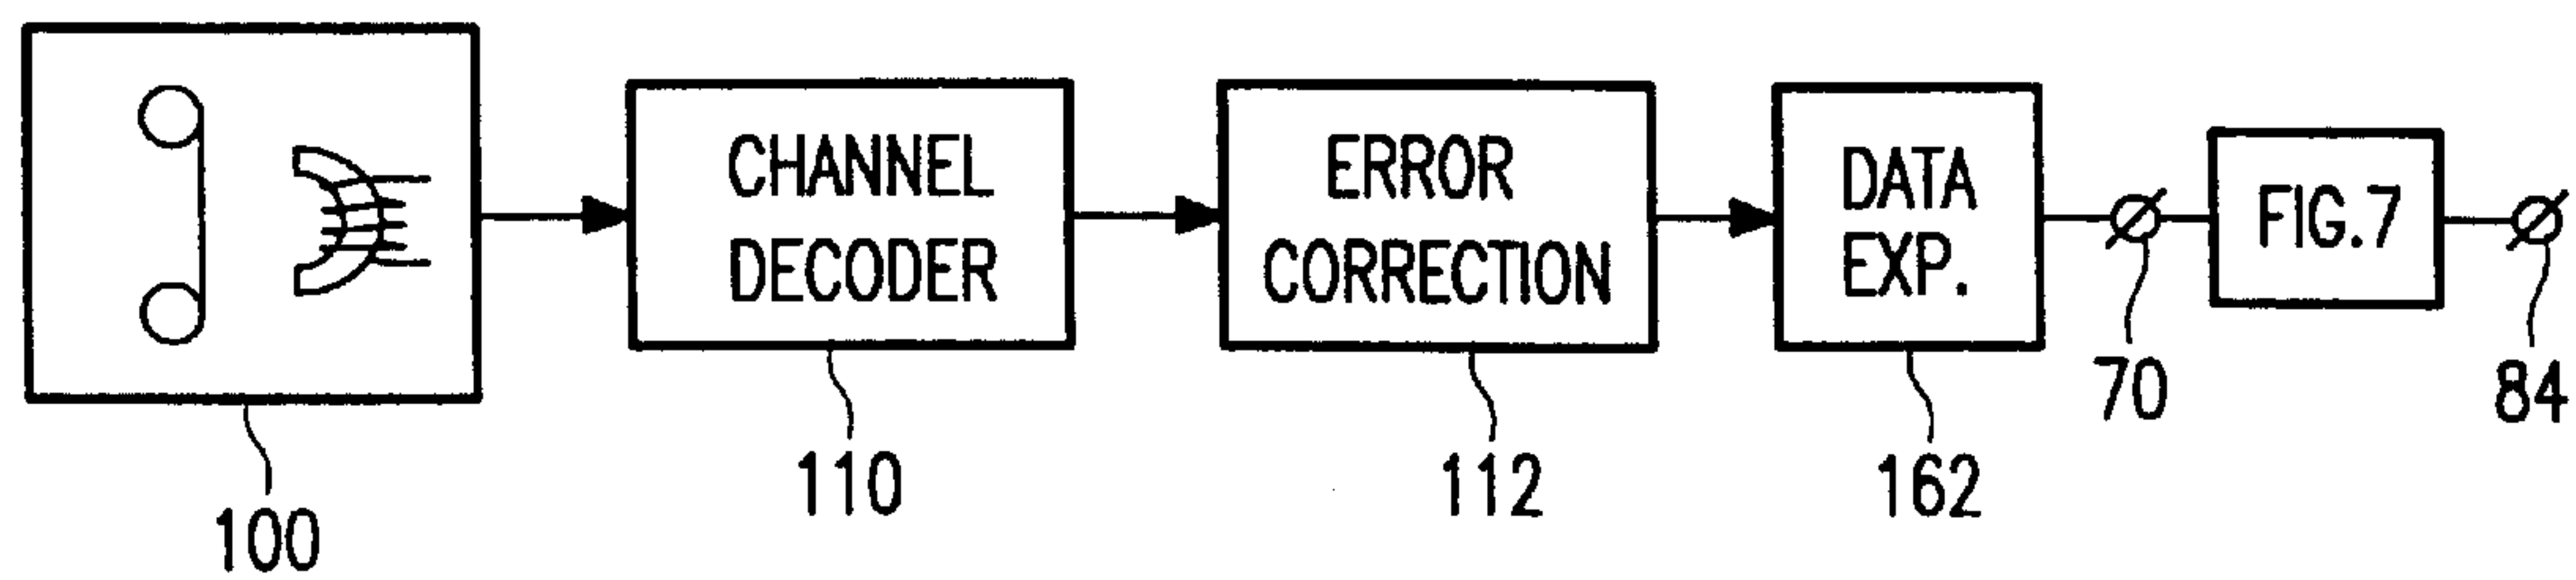 CHANNEL
DECODER
ERROR
CORRECTION
DATA
EXP.
FIG.7
100
110
112
162
70
84